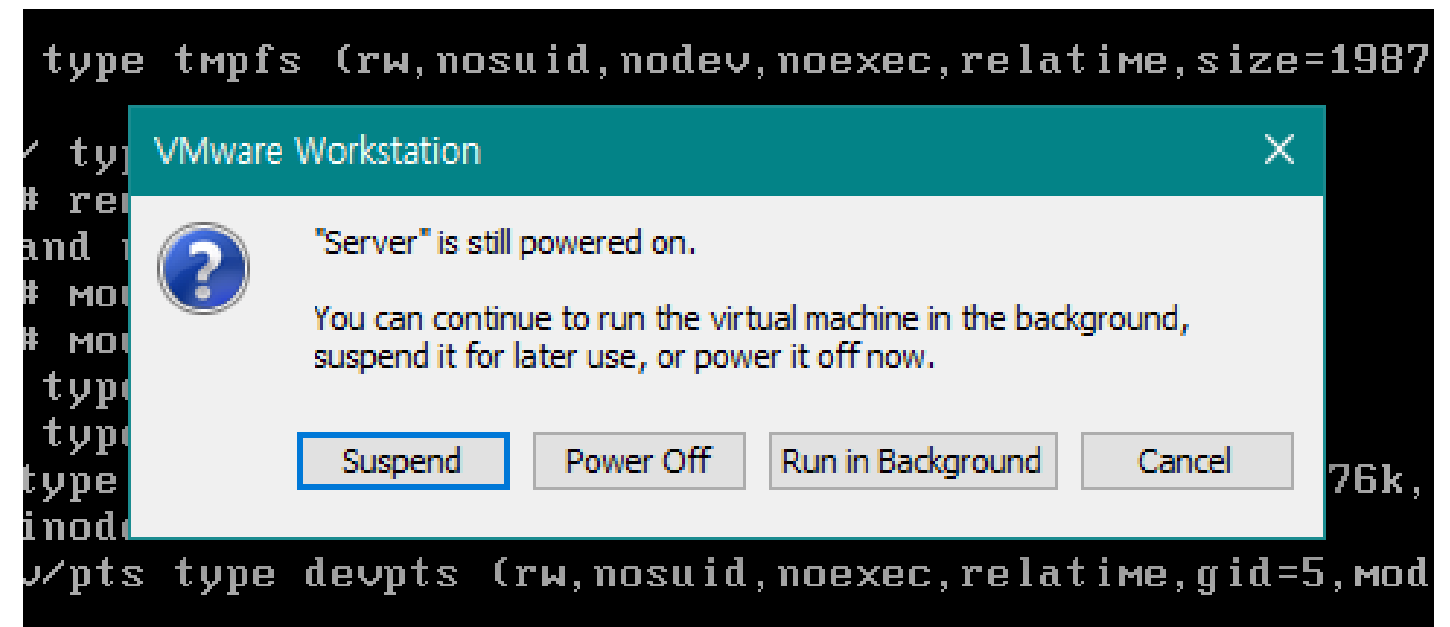 type tmpfs (rw,nosuid,nodev,noexec,relatime,size=1987
VMware Workstation
/
#
and
"Server" is still powered on.
#
You can continue to run the virtual machine in the background,
#
suspend it for later use, or power it off now.
Suspend Power Off Run in Background Cancel
type 76k,
v/pts type devpts (rw,nosuid,noexec,relatime,gid=5,mod